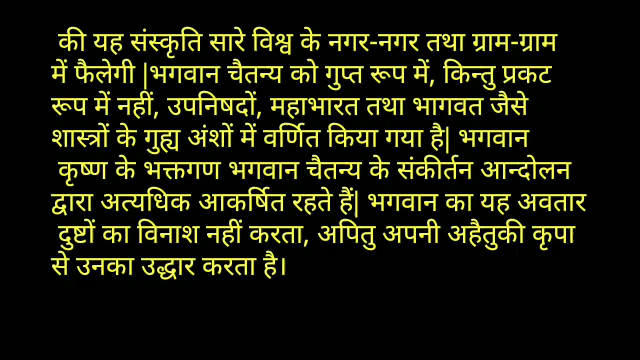 की यह संस्कृति सारे विश्व के नगर-नगर तथा ग्राम-ग्राम
में फैलेगी |भगवान चैतन्य को गुप्त रूप में, किन्तु प्रकट
रूप में नहीं, उपनिषदों, महाभारत तथा भागवत जैसे
शास्त्रों के गुह्य अंशों में वर्णित किया गया है| भगवान
कृष्ण के भक्तगण भगवान चैतन्य के संकीर्तन आन्दोलन
द्वारा अत्यधिक आकर्षित रहते हैं| भगवान का यह अवतार
दुष्टों का विनाश नहीं करता, अपितु अपनी अहैतुकी कृपा
से उनका उद्धार करता है।